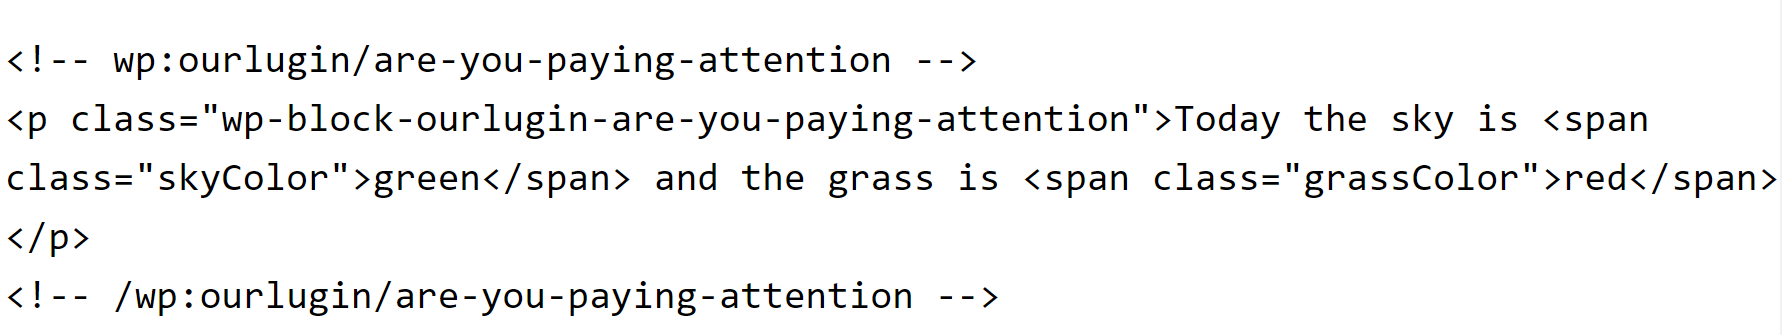 <!-- wp:ourlugin/are-you-paying-attention -->
<p class="wp-block-ourlugin-are-you-paying-attention">Today the sky is <span
class="skyColor">green</span> and the grass is <span class="grassColor">red</span>
</p>
<!-- /wp:ourlugin/are-you-paying-attention -->